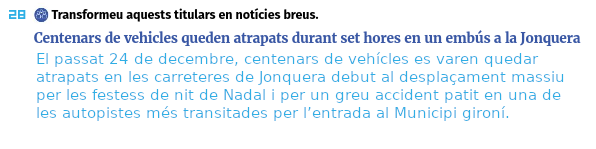 28 Transformeu aquests titulars en notícies breus.
Centenars de vehicles queden atrapats durant set hores en un embús a la Jonquera
El passat 24 de decembre, centenars de vehícles es varen quedar
atrapats en les carreteres de Jonquera debut al desplaçament massiu
per les festess de nit de Nadal i per un greu accident patit en una de
les autopistes més transitades per l’entrada al Municipi gironí.